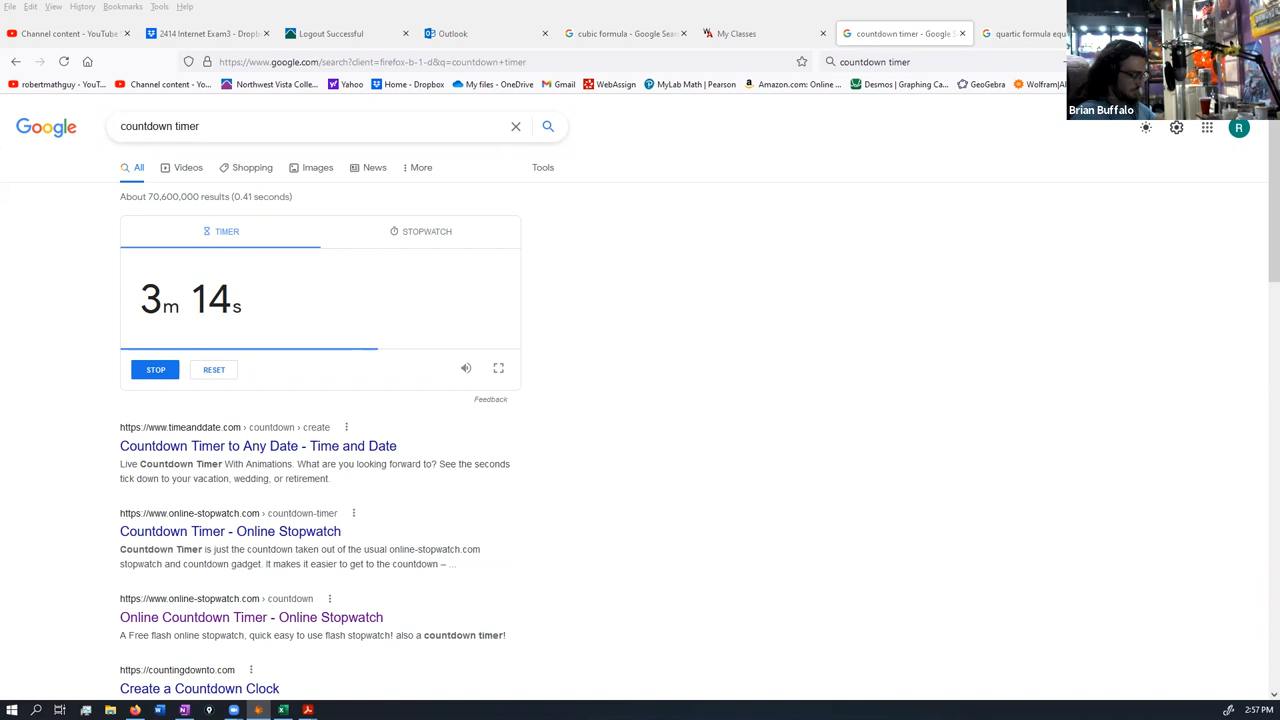 File Edit View History Bookmarks Tools Help
Channel content - YouTube
2414 Internet Exam3 - Dropb
Logout Successful
Outlook
cubic formula - Google Sea
My Classes
countdown timer - Google S
quartic formula equ
https://www.google.com/search?client=firefox-b-1-d&q=countdown+timer
countdown timer
robertmathguy - YouT...
Channel content - Yo...
Northwest Vista Colle...
Yahoo
Home - Dropbox
My files - OneDrive
Gmail
WebAssign
MyLab Math | Pearson
Amazon.com: Online ...
Desmos | Graphing Ca...
GeoGebra
Wolfram|Al
Brian Buffalo
Google
countdown timer
R
All Videos Shopping Images News More Tools
About 70,600,000 results (0.41 seconds)
TIMER STOPWATCH
3m 14s
STOP RESET
Feedback
https://www.timeanddate.com › countdown › create
Countdown Timer to Any Date - Time and Date
Live Countdown Timer With Animations. What are you looking forward to? See the seconds
tick down to your vacation, wedding, or retirement.
https://www.online-stopwatch.com › countdown-timer
Countdown Timer - Online Stopwatch
Countdown Timer is just the countdown taken out of the usual online-stopwatch.com
stopwatch and countdown gadget. It makes it easier to get to the countdown – ...
https://www.online-stopwatch.com › countdown
Online Countdown Timer - Online Stopwatch
A Free flash online stopwatch, quick easy to use flash stopwatch! also a countdown timer!
https://countingdownto.com
Create a Countdown Clock
2:57 PM